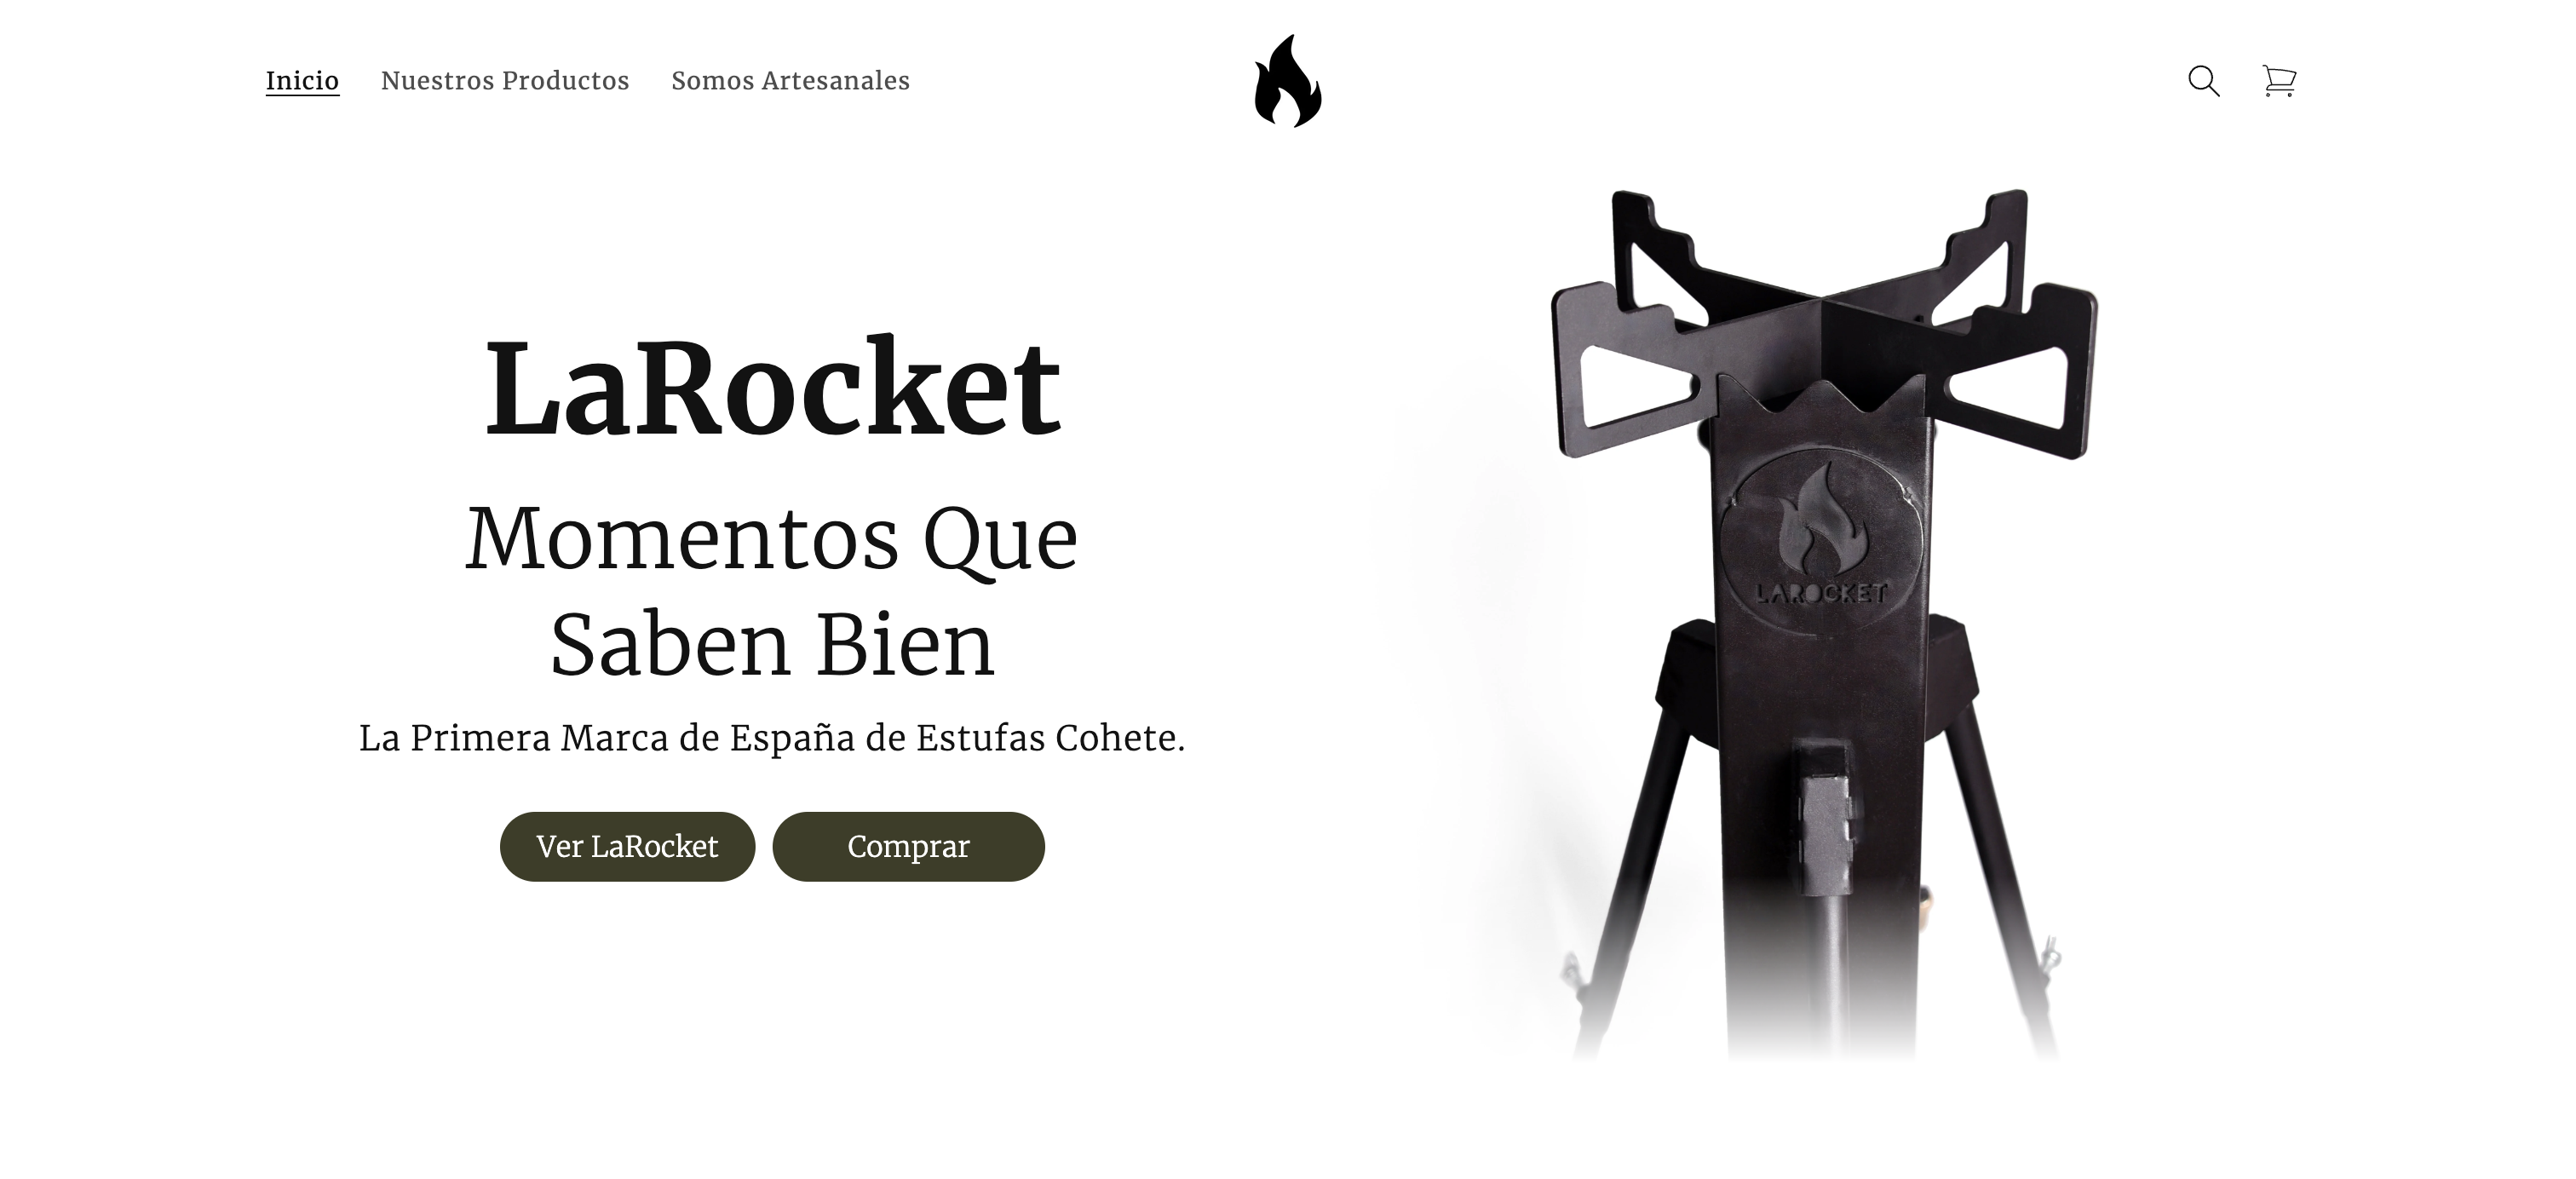 Inicio Nuestros Productos Somos Artesanales
LaRocket
Momentos Que
Saben Bien
La Primera Marca de España de Estufas Cohete.
Ver LaRocket Comprar
LAROCKET